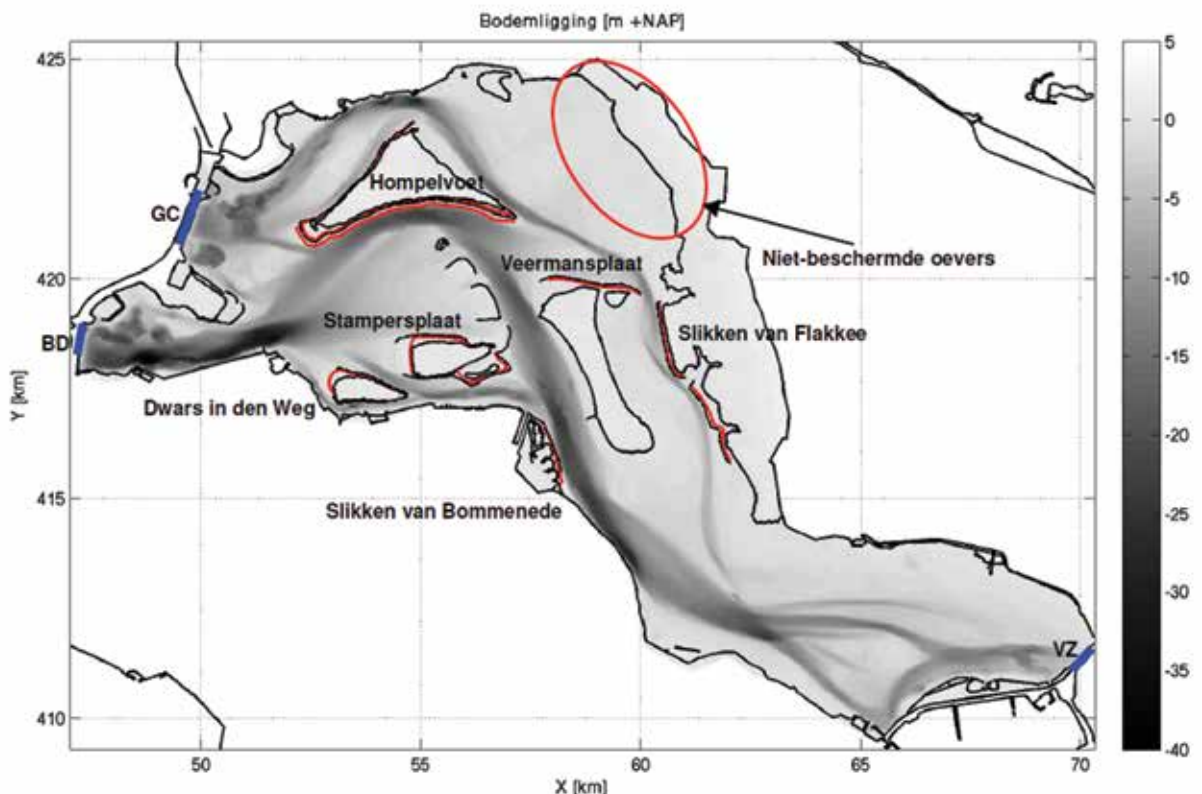 Bodemligging [m +NAP]
425
420
415
410
Y [km]
50
55
60
65
70
X [km]
GC
BD
VZ
Hompelvoet
Veermansplaat
Niet-beschermde oevers
Stampersplaat
Slikken van Flakkee
Dwars in den Weg
Slikken van Bommenede
5
0
-5
-10
-15
-20
-25
-30
-35
-40